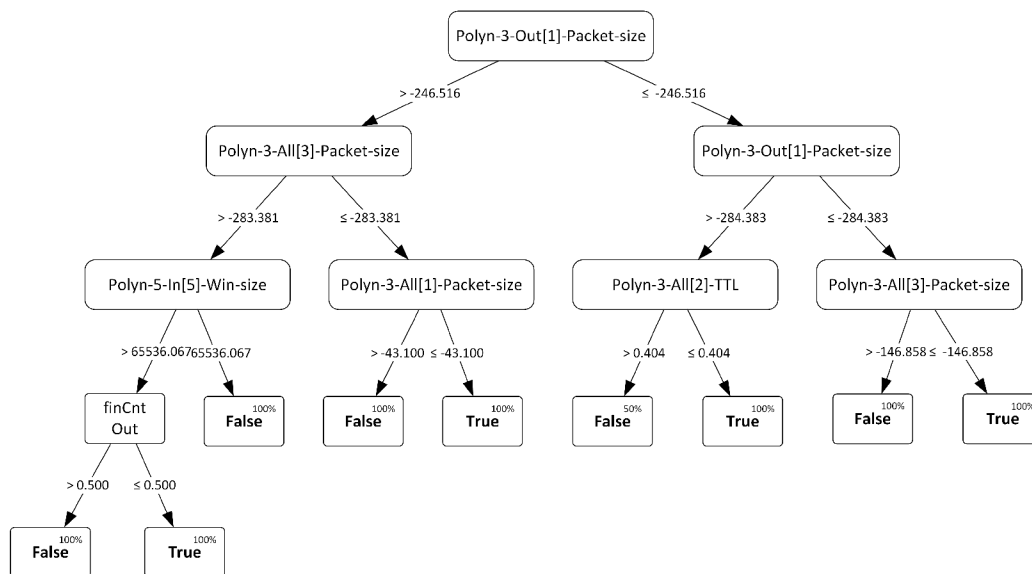 Polyn-3-Out[1]-Packet-size
> -246.516
≤ -246.516
Polyn-3-All[3]-Packet-size
Polyn-3-Out[1]-Packet-size
> -283.381
≤ -283.381
> -284.383
≤ -284.383
Polyn-5-In[5]-Win-size
Polyn-3-All[1]-Packet-size
Polyn-3-All[2]-TTL
Polyn-3-All[3]-Packet-size
> 65536.067
65536.067
> -43.100
≤ -43.100
> 0.404
≤ 0.404
> -146.858
≤ -146.858
finCnt
Out
100%
False
100%
False
100%
True
50%
False
100%
True
100%
False
100%
True
> 0.500
≤ 0.500
100%
False
100%
True